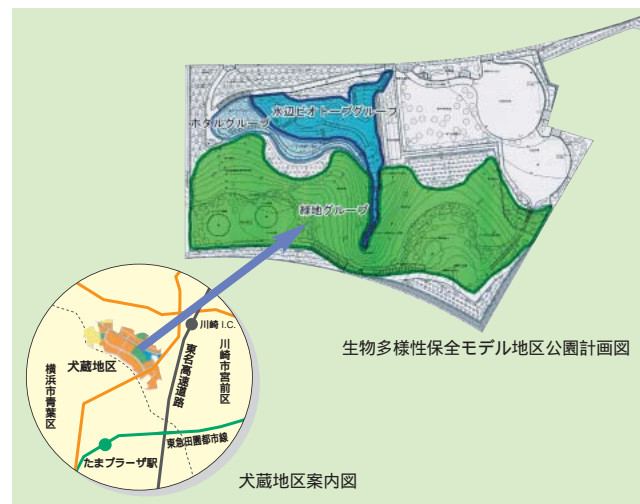 水辺ビオトープグループ
ホタルグループ
緑地グループ
生物多様性保全モデル地区公園計画図
川崎 I.C.
犬蔵地区
東名高速道路
川崎市宮前区
横浜市青葉区
東急田園都市線
たまプラーザ駅
犬蔵地区案内図